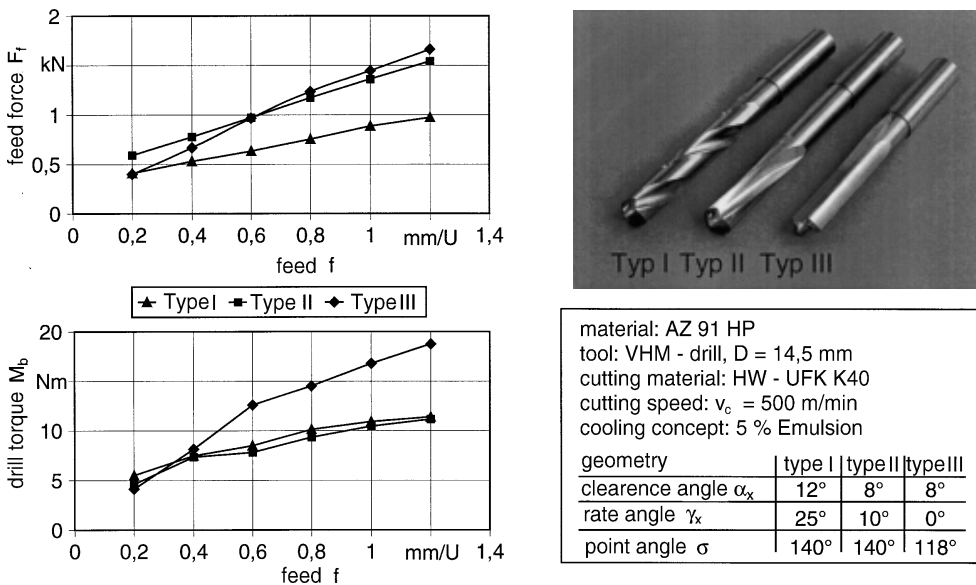 2
kN
1
0,5
0
feed force Ff
0 0,2 0,4 0,6 0,8 1 mm/U 1,4
feed f
Type I Type II Type III
20
Nm
10
5
0
drill torque Mb
0 0,2 0,4 0,6 0,8 1 mm/U 1,4
feed f
Typ I Typ II Typ III
material: AZ 91 HP
tool: VHM - drill, D = 14,5 mm
cutting material: HW - UFK K40
cutting speed: vc = 500 m/min
cooling concept: 5 % Emulsion
geometry type I type II type III
clearence angle αx 12° 8° 8°
rate angle γx 25° 10° 0°
point angle σ 140° 140° 118°